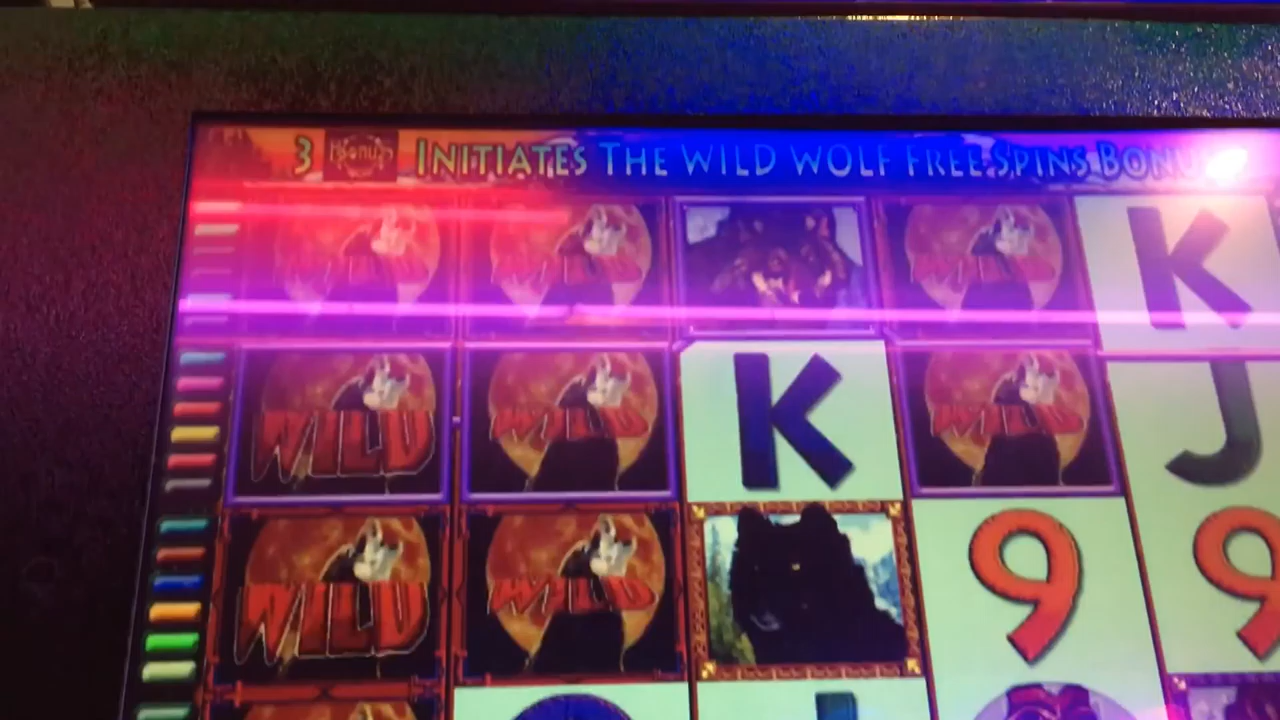 3 Bonus INITIATES THE WILD WOLF FREE SPINS BONUS
WILD WILD WILD K
WILD WILD K WILD J
WILD WILD 9 9